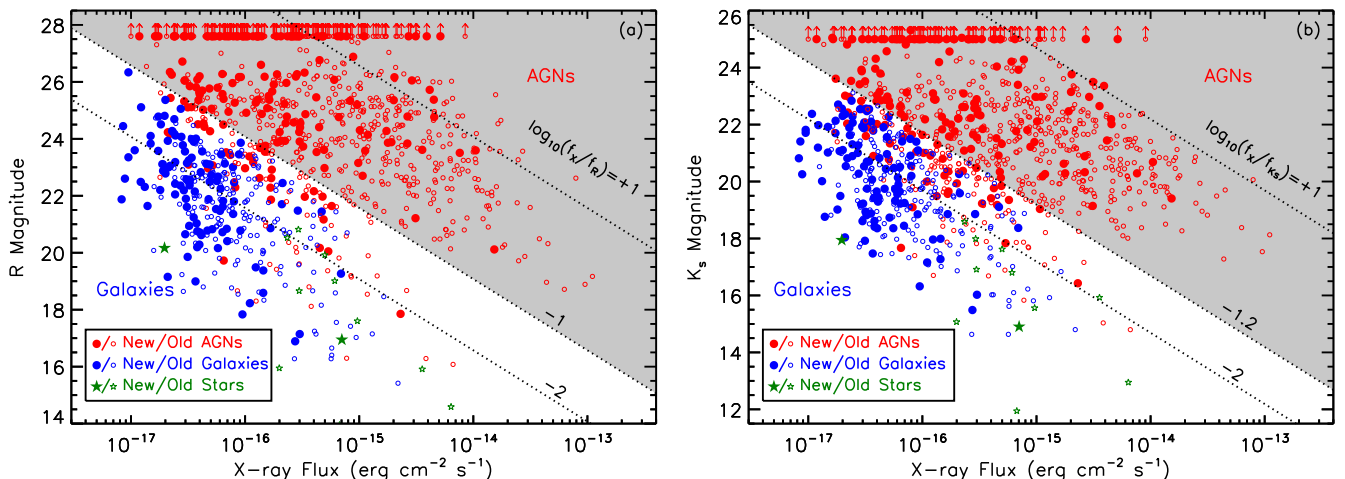 (a)
AGNs
log₁₀(f_X/f_R)=+1
Galaxies
−1
−2
●/○ New/Old AGNs
●/○ New/Old Galaxies
★/☆ New/Old Stars
R Magnitude
28
26
24
22
20
18
16
14
10⁻¹⁷ 10⁻¹⁶ 10⁻¹⁵ 10⁻¹⁴ 10⁻¹³
X−ray Flux (erg cm⁻² s⁻¹)
(b)
AGNs
log₁₀(f_X/f_Ks)=+1
Galaxies
−1.2
−2
●/○ New/Old AGNs
●/○ New/Old Galaxies
★/☆ New/Old Stars
Kₛ Magnitude
26
24
22
20
18
16
14
12
10⁻¹⁷ 10⁻¹⁶ 10⁻¹⁵ 10⁻¹⁴ 10⁻¹³
X−ray Flux (erg cm⁻² s⁻¹)